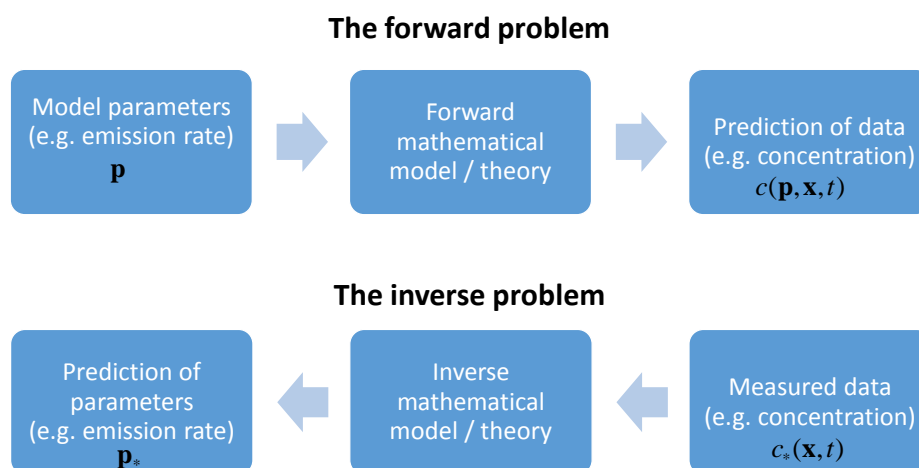 The forward problem
Model parameters
(e.g. emission rate)
𝐩
Forward
mathematical
model / theory
Prediction of data
(e.g. concentration)
c(𝐩, 𝐱, t)
The inverse problem
Prediction of
parameters
(e.g. emission rate)
𝐩*
Inverse
mathematical
model / theory
Measured data
(e.g. concentration)
c*(𝐱, t)